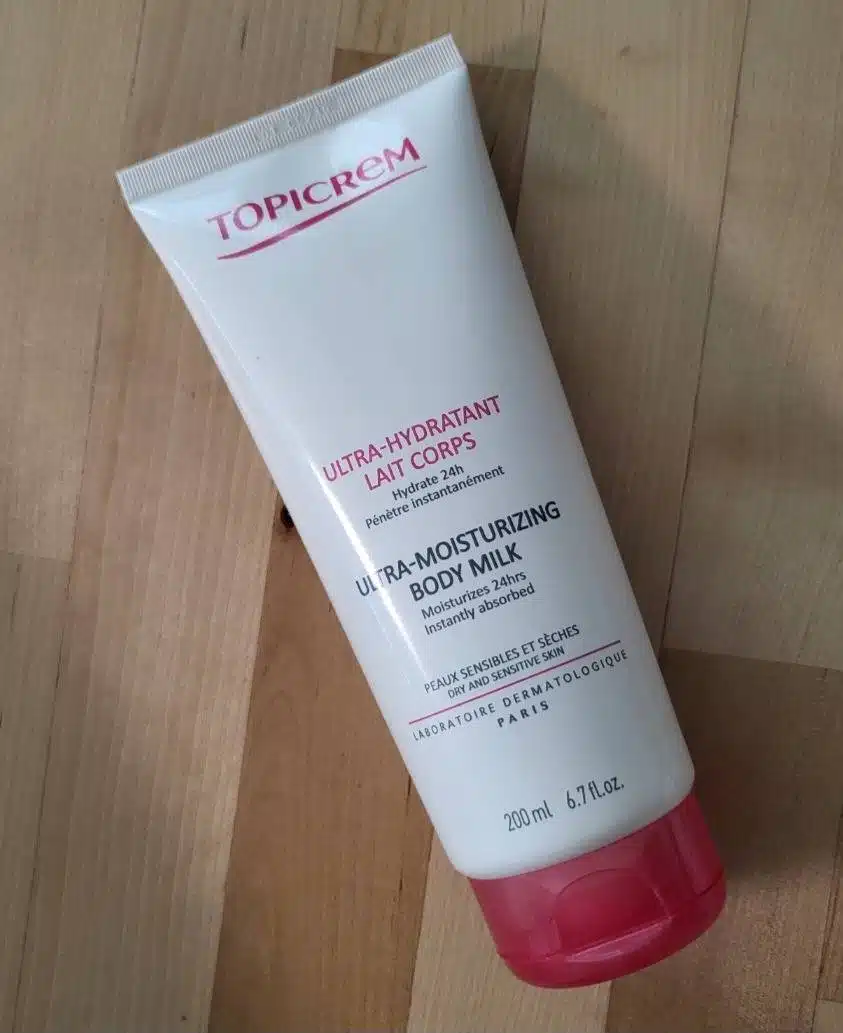 TOPICREM
ULTRA-HYDRATANT
LAIT CORPS
Hydrate 24h
Pénètre instantanément
ULTRA-MOISTURIZING
BODY MILK
Moisturizes 24hrs
Instantly absorbed
PEAUX SENSIBLES ET SÈCHES
DRY AND SENSITIVE SKIN
LABORATOIRE DERMATOLOGIQUE
PARIS
200 ml 6.7 fl.oz.